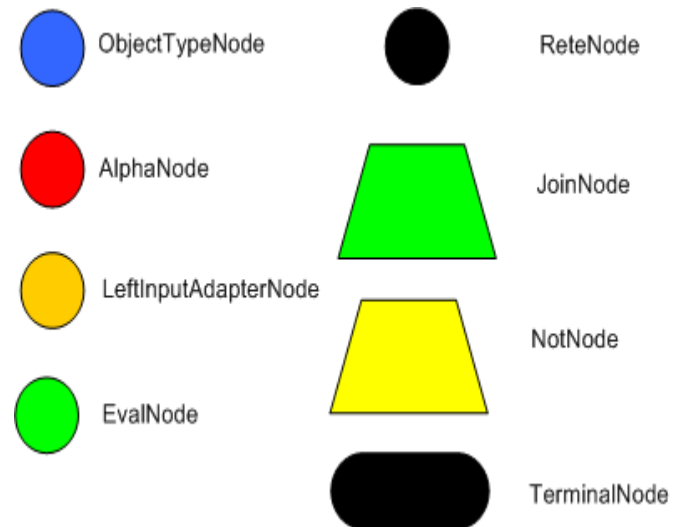 ObjectTypeNode
ReteNode
AlphaNode
JoinNode
LeftInputAdapterNode
NotNode
EvalNode
TerminalNode